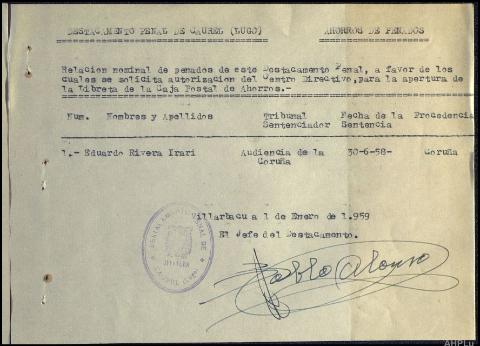 DESTACAMENTO PENAL DE CAUREL (LUGO) AHORROS DE PENADOS
Relacion nominal de penados de este Destacamento Penal, a favor de los
cuales se solicita autorizacion del Centro Directivo,para la apertura de
la Libreta de la Caja Postal de Ahorros.-
Num. Nombres y Apellidos Tribunal Sentenciador Fecha de la Sentencia Procedencia
1.- Eduardo Rivera Irari Audiencia de la Coruña 30-6-58- Coruña
Villarbacu a 1 de Enero de 1.959
El Jefe del Destacamento.
Pablo Alonso
AHPLu